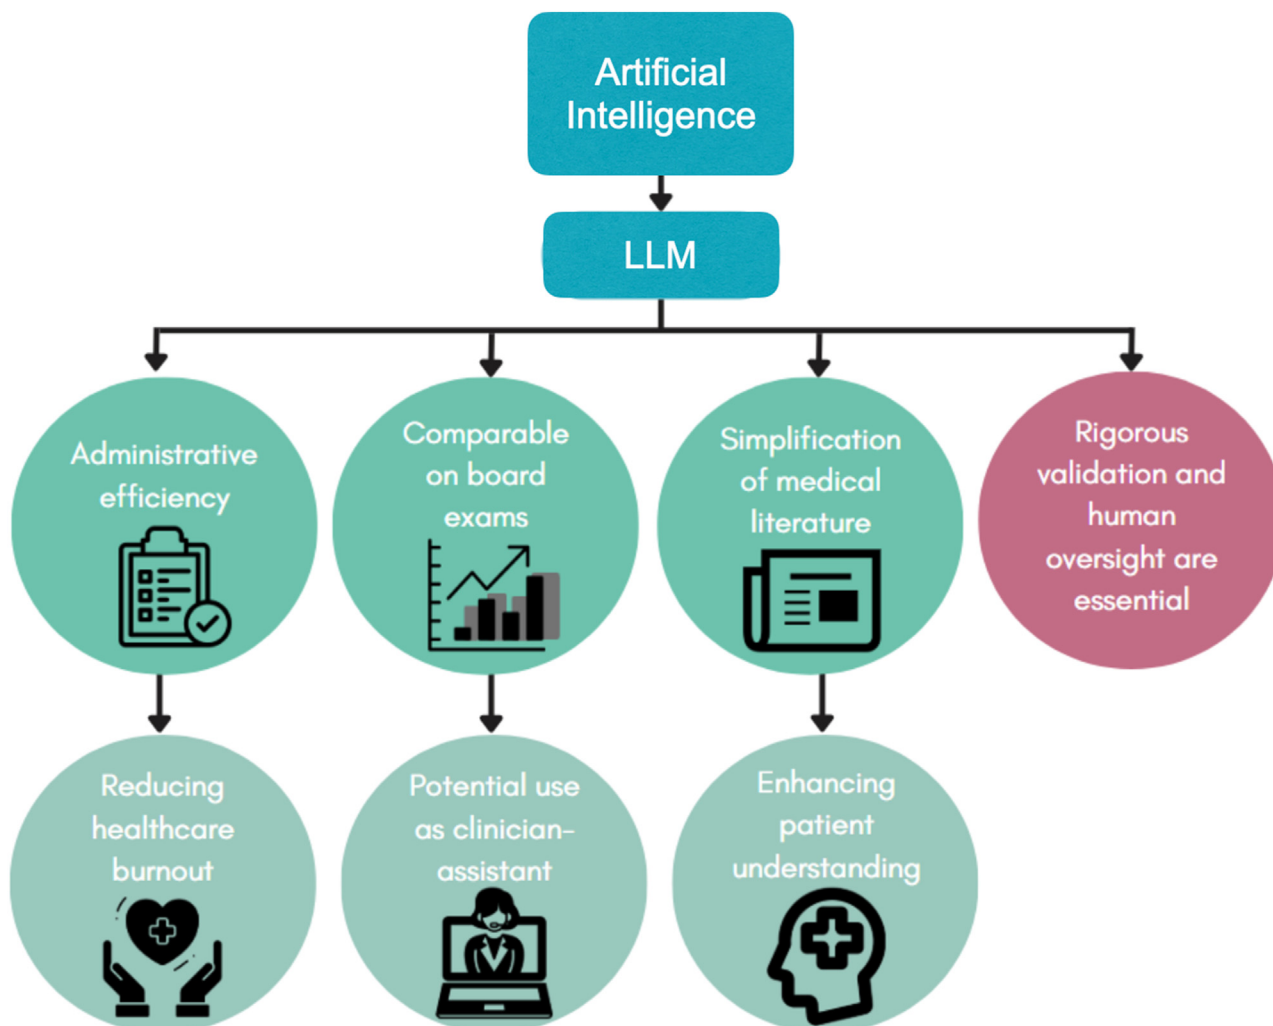 Artificial
Intelligence
LLM
Administrative
efficiency
Comparable
on board
exams
Simplification
of medical
literature
Rigorous
validation and
human
oversight are
essential
Reducing
healthcare
burnout
Potential use
as clinician-
assistant
Enhancing
patient
understanding